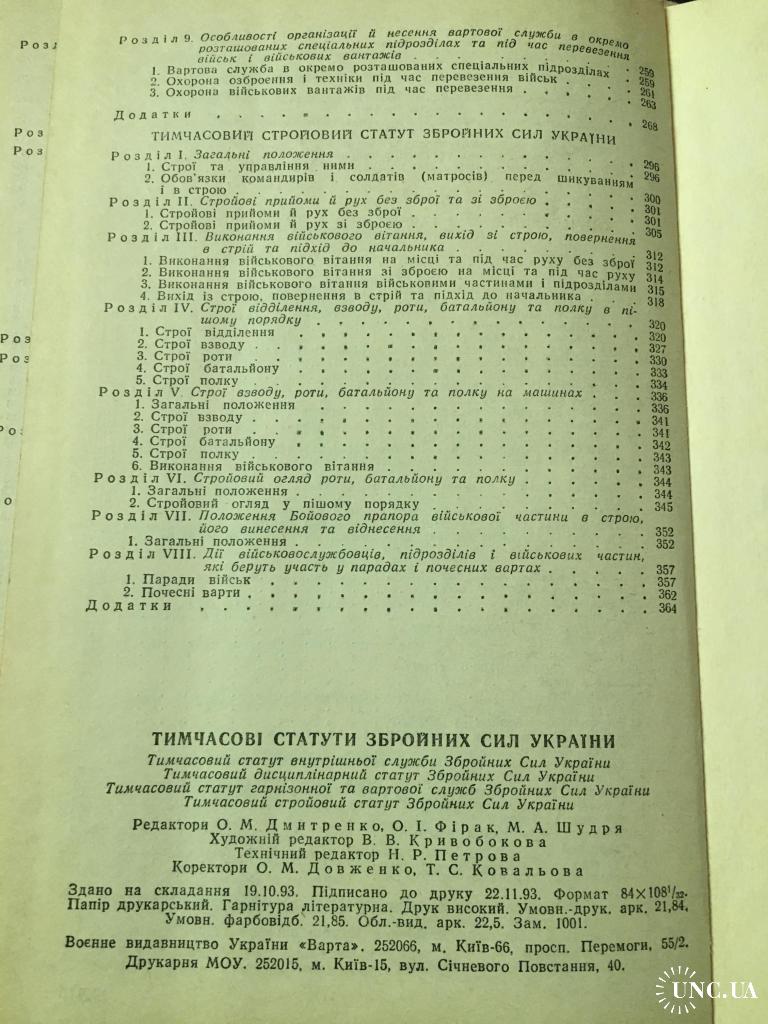 Розділ 9. Особливості організації й несення вартової служби в окремо
розташованих спеціальних підрозділах та під час перевезення
військ і військових вантажів . . . 259
1. Вартова служба в окремо розташованих спеціальних підрозділах . 259
2. Охорона озброєння і техніки під час перевезення військ . . . 261
3. Охорона військових вантажів під час перевезення . . . . . 263
Додатки . . . . . 268
ТИМЧАСОВИЙ СТРОЙОВИЙ СТАТУТ ЗБРОЙНИХ СИЛ УКРАЇНИ
Розділ I. Загальні положення . . . . . 296
1. Строї та управління ними . . . . . 296
2. Обов'язки командирів і солдатів (матросів) перед шикуванням
і в строю . . . . . 300
Розділ II. Стройові прийоми й рух без зброї та зі зброєю . . . 301
1. Стройові прийоми й рух без зброї . . . . . 301
2. Стройові прийоми й рух зі зброєю . . . . . 305
Розділ III. Виконання військового вітання, вихід зі строю, повернення
в стрій та підхід до начальника . . . . . 312
1. Виконання військового вітання на місці та під час руху без зброї 312
2. Виконання військового вітання зі зброєю на місці та під час руху 314
3. Виконання військового вітання військовими частинами і підрозділами 315
4. Вихід із строю, повернення в стрій та підхід до начальника . . . 318
Розділ IV. Строї відділення, взводу, роти, батальйону та полку в пі-
шому порядку . . . . . 320
1. Строї відділення . . . . . 320
2. Строї взводу . . . . . 327
3. Строї роти . . . . . 330
4. Строї батальйону . . . . . 333
5. Строї полку . . . . . 334
Розділ V. Строї взводу, роти, батальйону та полку на машинах . . . 336
1. Загальні положення . . . . . 336
2. Строї взводу . . . . . 341
3. Строї роти . . . . . 341
4. Строї батальйону . . . . . 342
5. Строї полку . . . . . 343
6. Виконання військового вітання . . . . . 343
Розділ VI. Стройовий огляд роти, батальйону та полку . . . . 344
1. Загальні положення . . . . . 344
2. Стройовий огляд у пішому порядку . . . . . 345
Розділ VII. Положення Бойового прапора військової частини в строю,
його винесення та віднесення . . . . . 352
1. Загальні положення . . . . . 352
Розділ VIII. Дії військовослужбовців, підрозділів і військових частин,
які беруть участь у парадах і почесних вартах . . . . . 357
1. Паради військ . . . . . 357
2. Почесні варти . . . . . 362
Додатки . . . . . 364
ТИМЧАСОВІ СТАТУТИ ЗБРОЙНИХ СИЛ УКРАЇНИ
Тимчасовий статут внутрішньої служби Збройних Сил України
Тимчасовий дисциплінарний статут Збройних Сил України
Тимчасовий статут гарнізонної та вартової служб Збройних Сил України
Тимчасовий стройовий статут Збройних Сил України
Редактори О. М. Дмитренко, О. І. Фірак, М. А. Шудря
Художній редактор В. В. Кривобокова
Технічний редактор Н. Р. Петрова
Коректори О. М. Довженко, Т. С. Ковальова
Здано на складання 19.10.93. Підписано до друку 22.11.93. Формат 84×108¹/₃₂.
Папір друкарський. Гарнітура літературна. Друк високий. Умовн.-друк. арк. 21,84.
Умовн. фарбовідб. 21,85. Обл.-вид. арк. 22,5. Зам. 1001.
Воєнне видавництво України «Варта». 252066, м. Київ-66, просп. Перемоги, 55/2.
Друкарня МОУ. 252015, м. Київ-15, вул. Січневого Повстання, 40.
UNC.UA